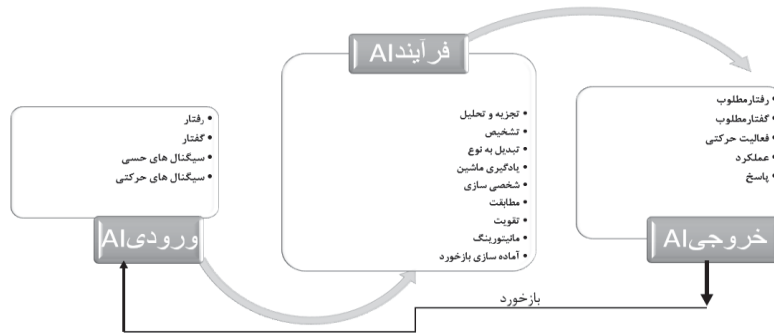 فرآیندAI
• تجزیه و تحلیل
• تشخیص
• تبدیل به نوع
• یادگیری ماشین
• شخصی سازی
• مطابقت
• تقویت
• مانیتورینگ
• آماده سازی بازخورد
• رفتارمطلوب
• گفتارمطلوب
• فعالیت حرکتی
• عملکرد
• پاسخ
خروجیAI
• رفتار
• گفتار
• سیگنال های حسی
• سیگنال های حرکتی
ورودیAI
بازخورد